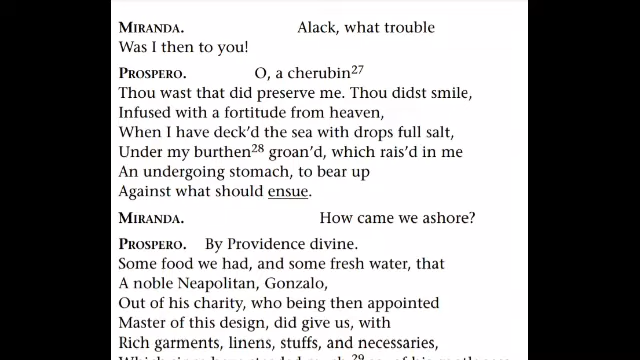 MIRANDA. Alack, what trouble
Was I then to you!
PROSPERO. O, a cherubin27
Thou wast that did preserve me. Thou didst smile,
Infused with a fortitude from heaven,
When I have deck’d the sea with drops full salt,
Under my burthen28 groan’d, which rais’d in me
An undergoing stomach, to bear up
Against what should ensue.
MIRANDA. How came we ashore?
PROSPERO. By Providence divine.
Some food we had, and some fresh water, that
A noble Neapolitan, Gonzalo,
Out of his charity, who being then appointed
Master of this design, did give us, with
Rich garments, linens, stuffs, and necessaries,